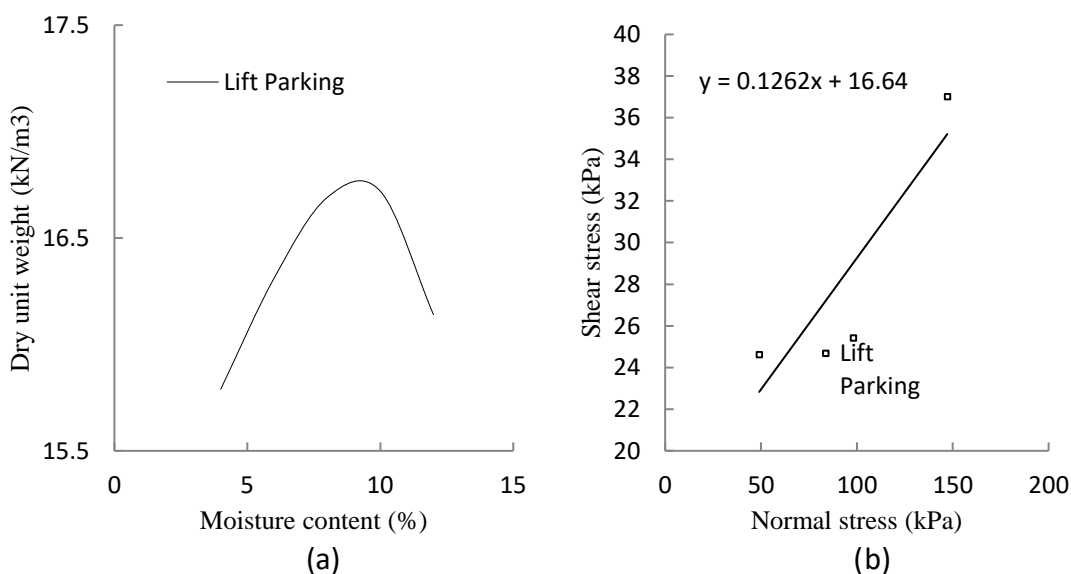 17.5
16.5
15.5
Dry unit weight (kN/m3)
Lift Parking
0 5 10 15
Moisture content (%)
(a)
40
38
36
34
32
30
28
26
24
22
20
Shear stress (kPa)
y = 0.1262x + 16.64
Lift
Parking
0 50 100 150 200
Normal stress (kPa)
(b)